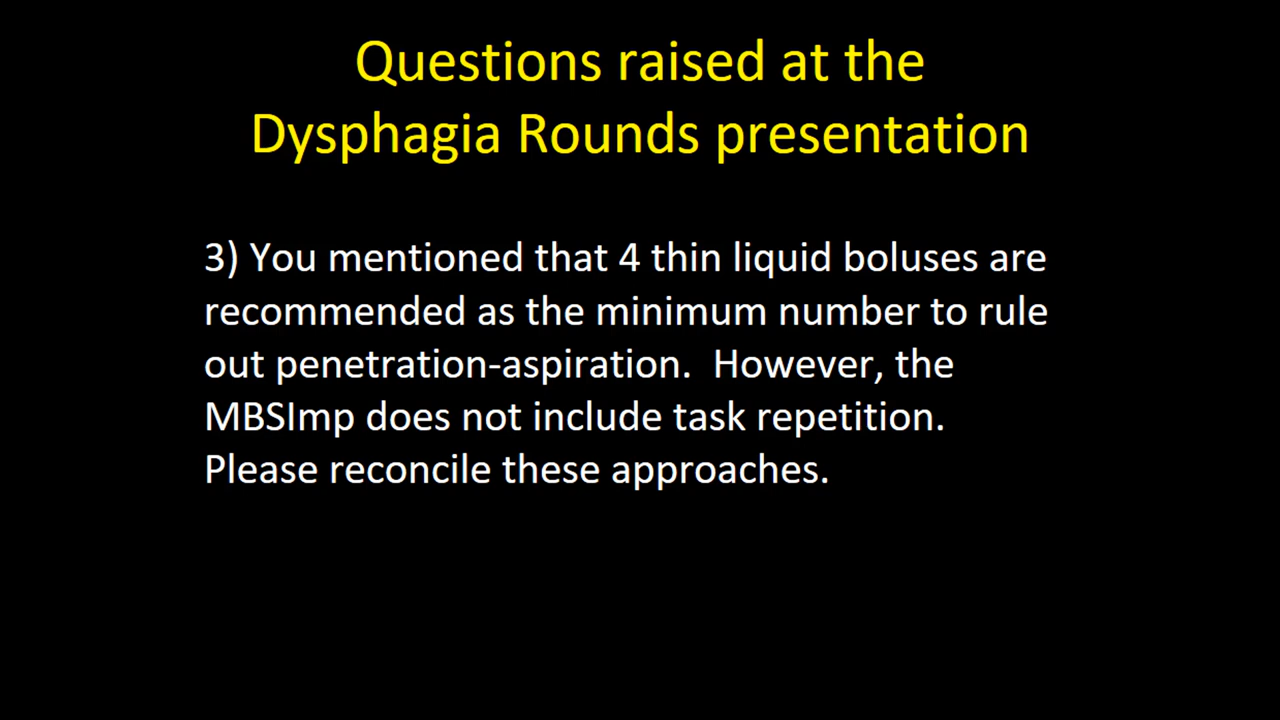 Questions raised at the
Dysphagia Rounds presentation
3) You mentioned that 4 thin liquid boluses are
recommended as the minimum number to rule
out penetration-aspiration.  However, the
MBSImp does not include task repetition.
Please reconcile these approaches.